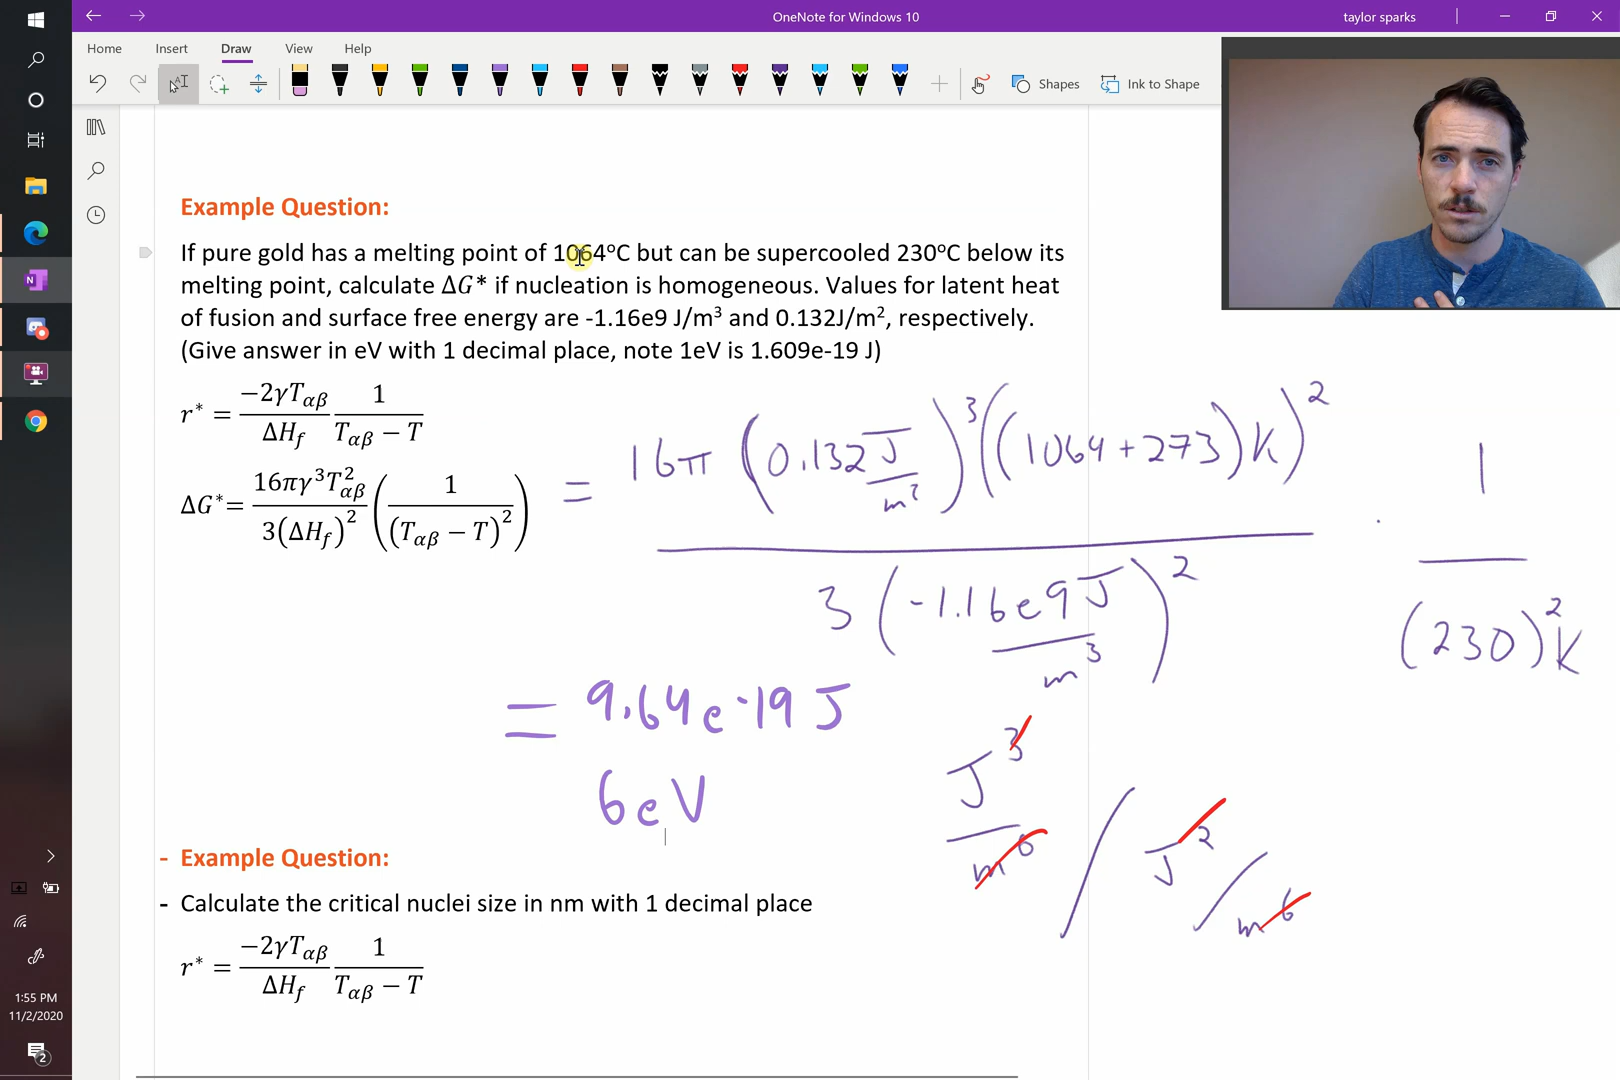 OneNote for Windows 10
taylor sparks
Home Insert Draw View Help
Shapes
Ink to Shape
Example Question:
If pure gold has a melting point of 1064°C but can be supercooled 230°C below its
melting point, calculate ΔG* if nucleation is homogeneous. Values for latent heat
of fusion and surface free energy are -1.16e9 J/m³ and 0.132J/m², respectively.
(Give answer in eV with 1 decimal place, note 1eV is 1.609e-19 J)
r* = −2γTαβ / ΔHf 1 / Tαβ − T
ΔG* = 16πγ³T²αβ / 3(ΔHf)² (1 / (Tαβ − T)²)
= 16π (0.132 J/m²)³ ((1064+273)K)² / 3 (-1.16e9 J/m³)² · 1 / (230)²K
= 9.64e-19 J
6eV
J³/m⁶ / J²/m⁶
- Example Question:
- Calculate the critical nuclei size in nm with 1 decimal place
r* = −2γTαβ / ΔHf 1 / Tαβ − T
1:55 PM
11/2/2020
2